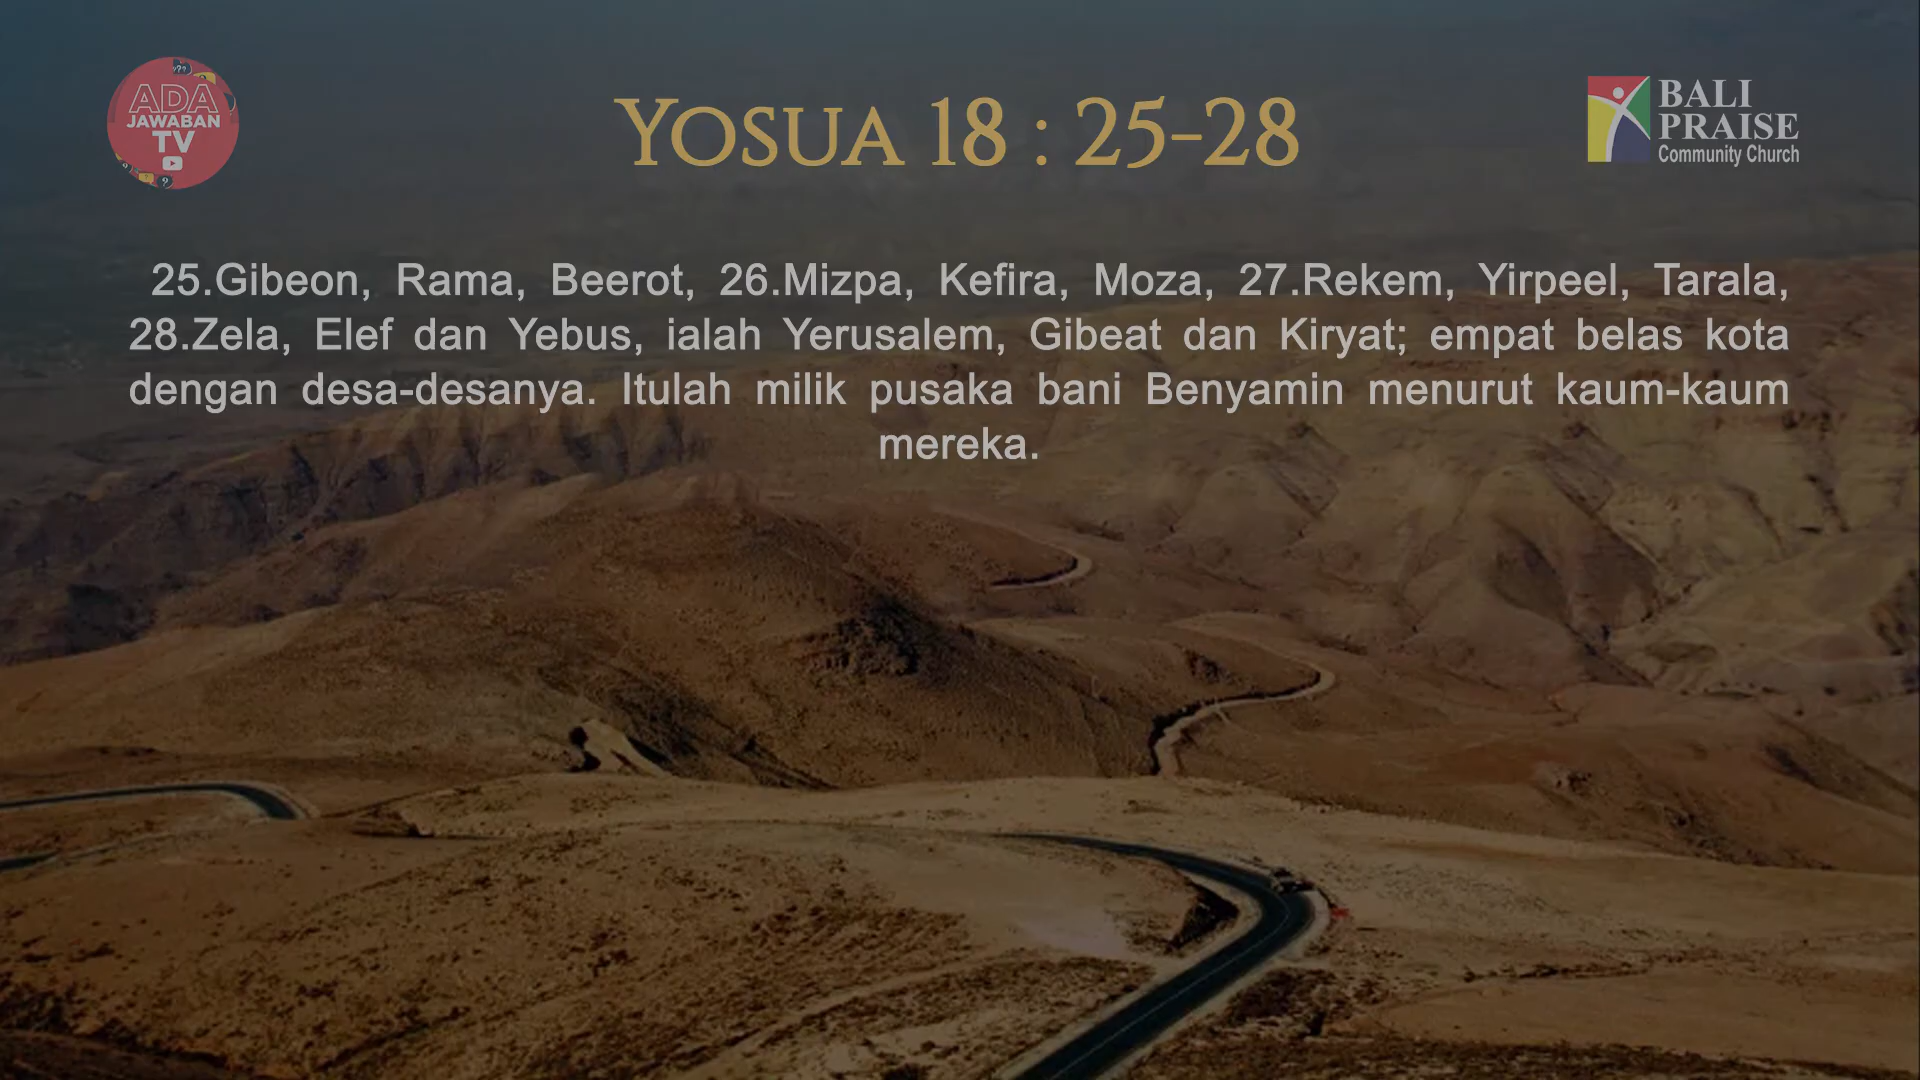 ADA
JAWABAN
TV
YOSUA 18 : 25-28
BALI
PRAISE
Community Church
25.Gibeon, Rama, Beerot, 26.Mizpa, Kefira, Moza, 27.Rekem, Yirpeel, Tarala,
28.Zela, Elef dan Yebus, ialah Yerusalem, Gibeat dan Kiryat; empat belas kota
dengan desa-desanya. Itulah milik pusaka bani Benyamin menurut kaum-kaum
mereka.